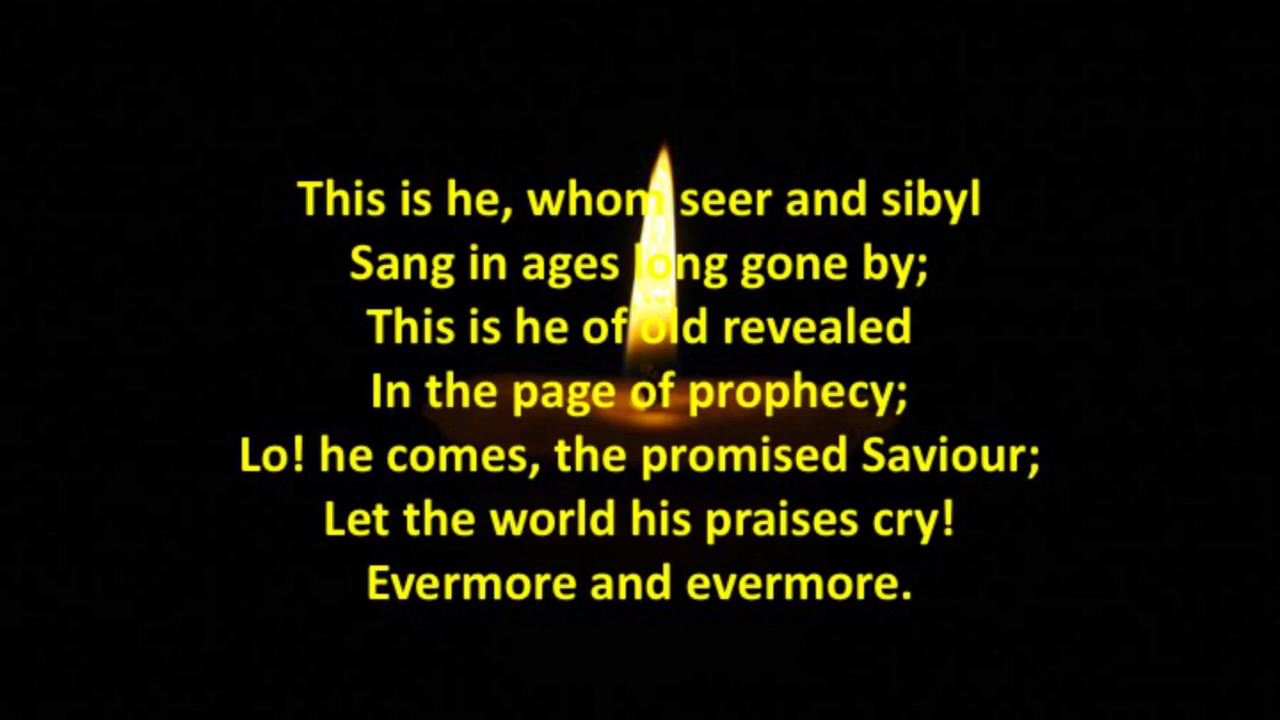 This is he, whom seer and sibyl
Sang in ages long gone by;
This is he of old revealed
In the page of prophecy;
Lo! he comes, the promised Saviour;
Let the world his praises cry!
Evermore and evermore.